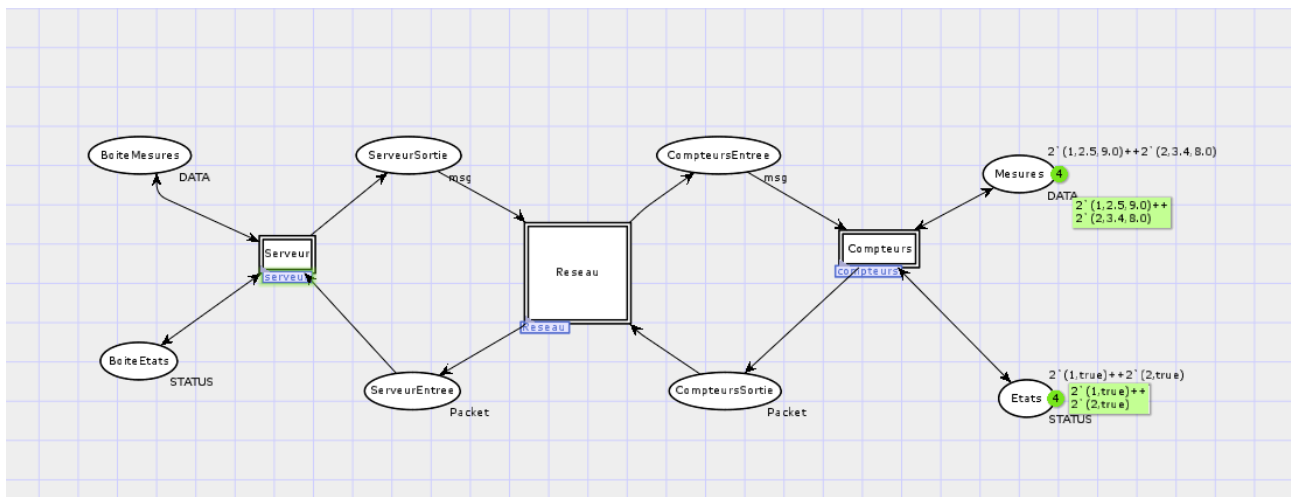 BoiteMesures
DATA
ServeurSortie
msg
CompteursEntree
msg
2`(1,2.5,9.0)++2`(2,3.4,8.0)
Mesures
4
DATA
2`(1,2.5,9.0)++
2`(2,3.4,8.0)
Serveur
serveur
Reseau
Reseau
Compteurs
compteurs
BoiteEtats
STATUS
ServeurEntree
Packet
CompteursSortie
Packet
2`(1,true)++2`(2,true)
Etats
4
2`(1,true)++
2`(2,true)
STATUS